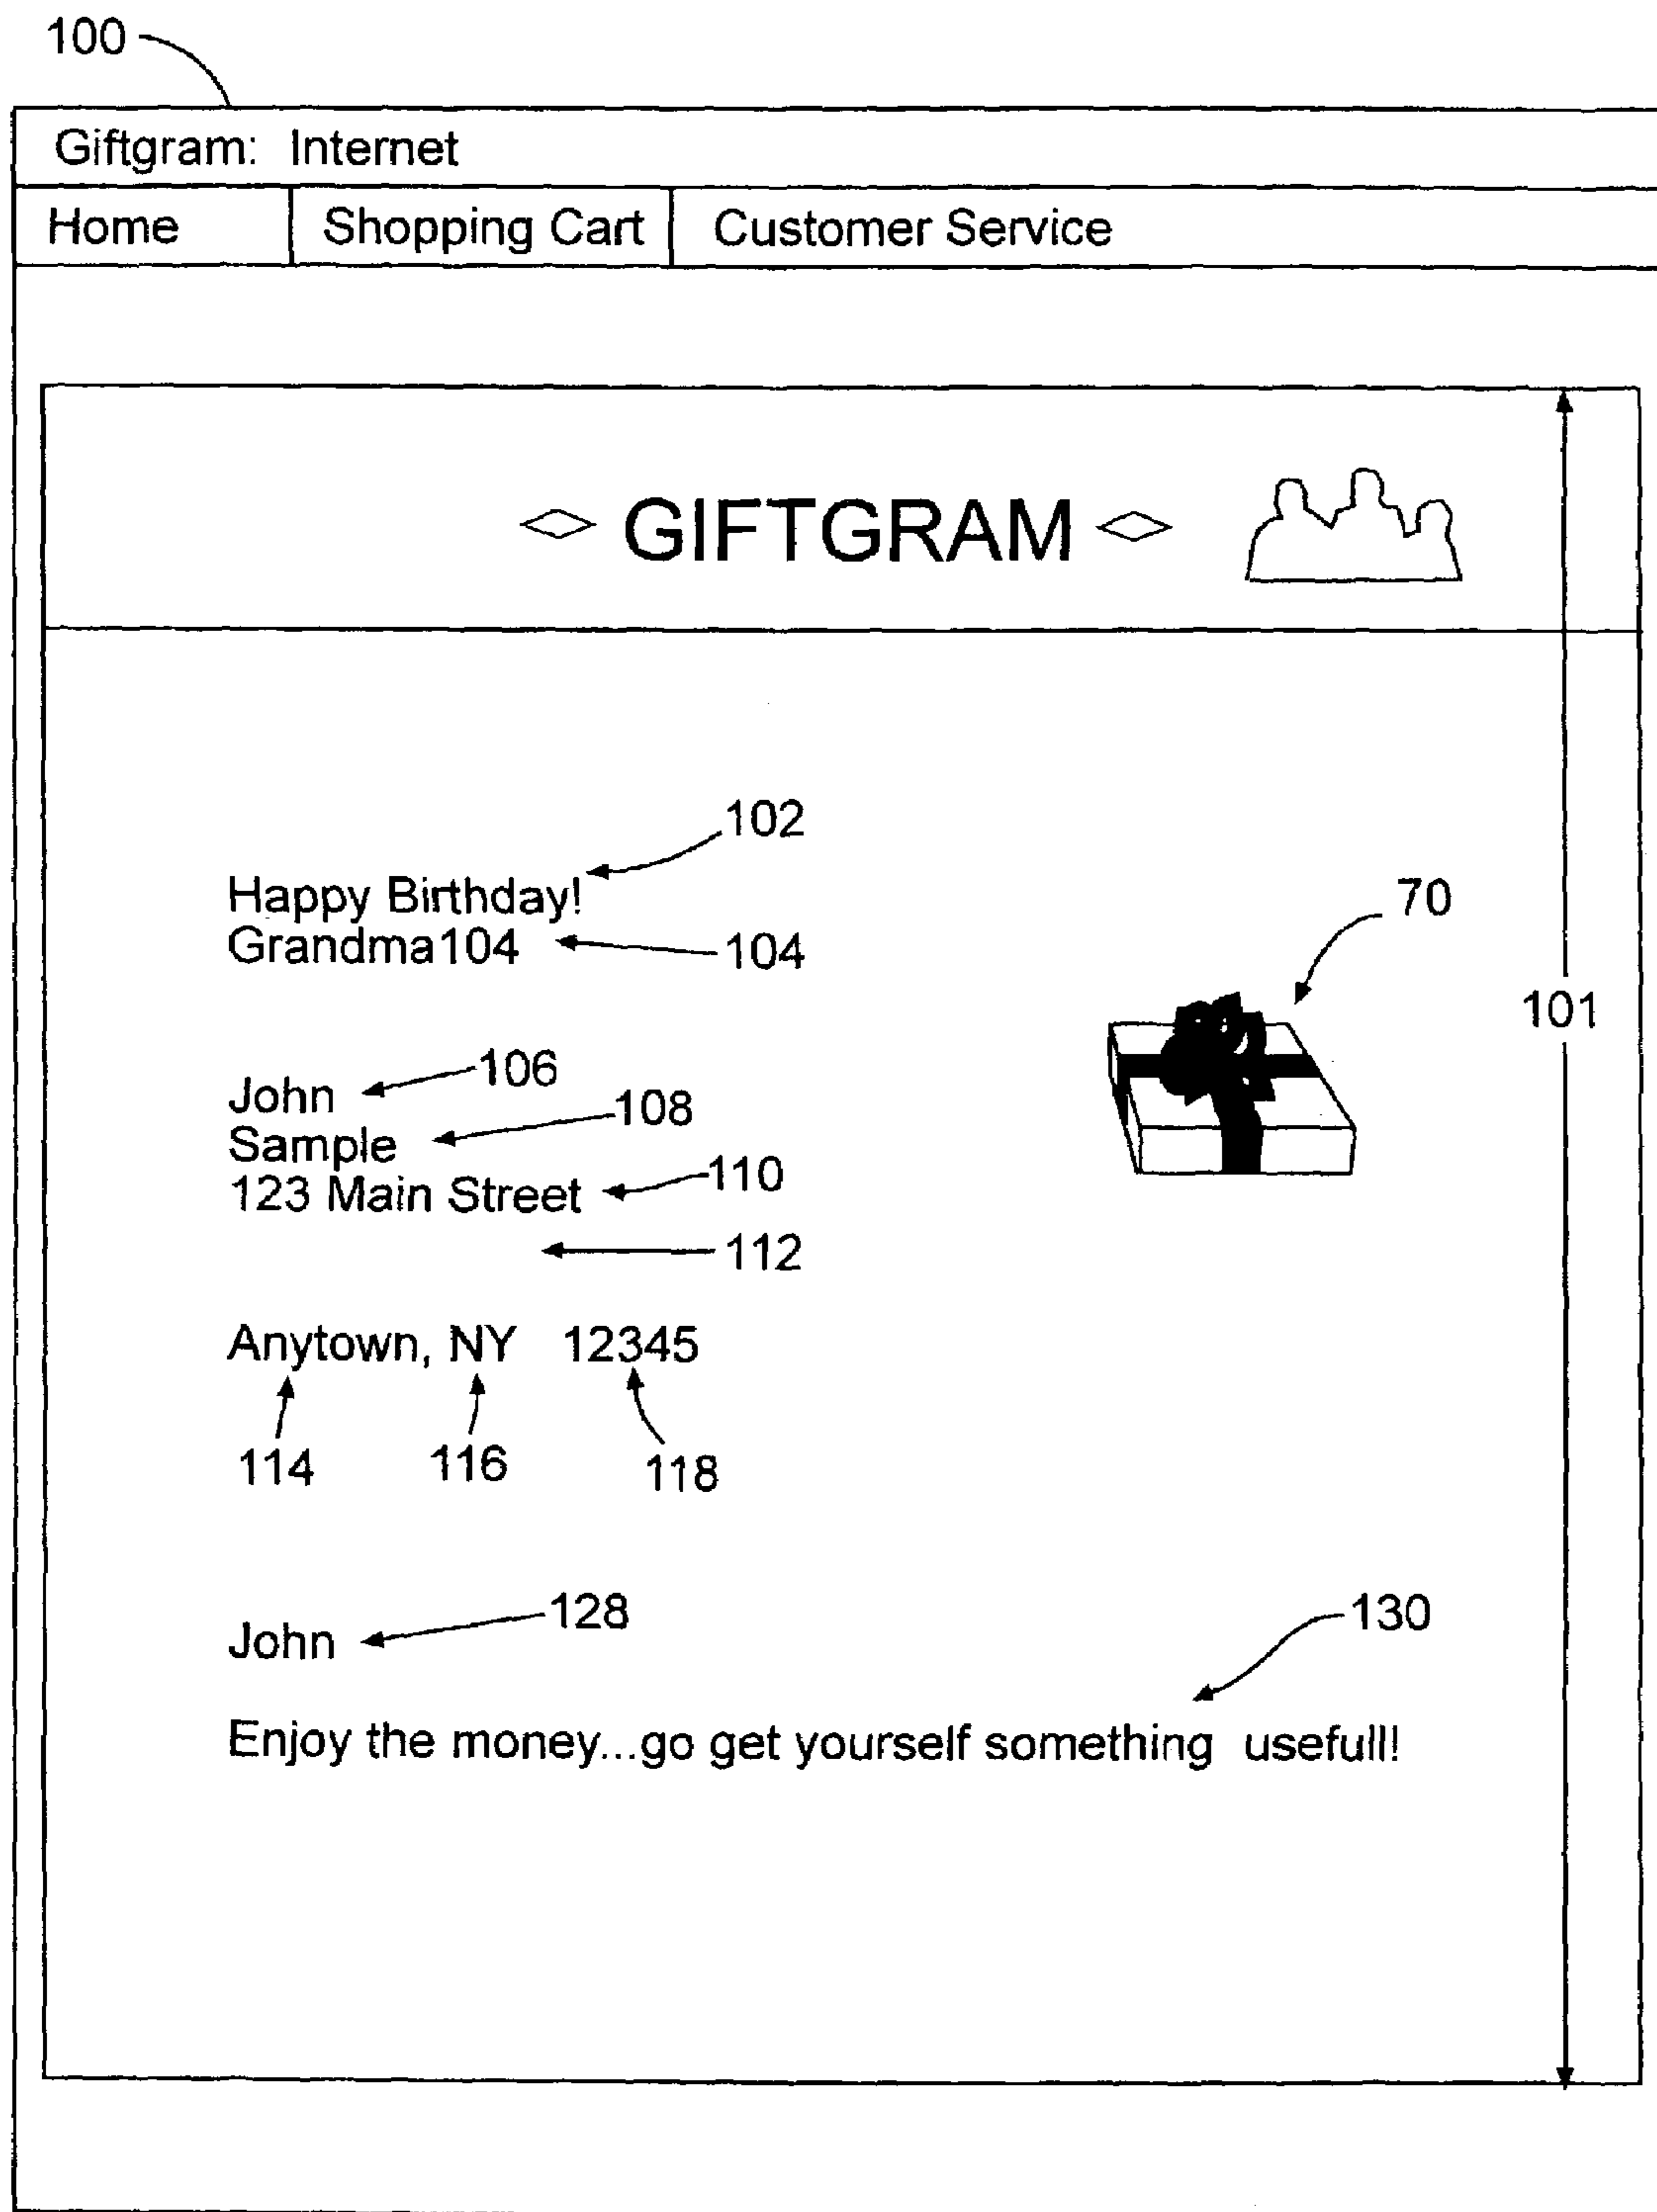 100
Giftgram: Internet
Home Shopping Cart Customer Service
GIFTGRAM
102
Happy Birthday!
70
Grandma104 104
101
John 106
Sample 108
123 Main Street 110
112
Anytown, NY 12345
114 116 118
John 128
130
Enjoy the money...go get yourself something usefull!